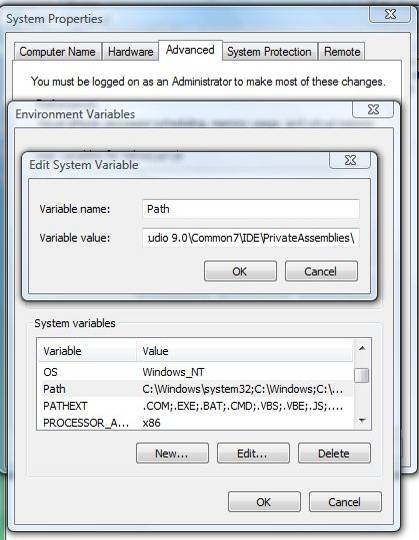 System Properties
Computer Name Hardware Advanced System Protection Remote
You must be logged on as an Administrator to make most of these changes.
Environment Variables
Edit System Variable
Variable name: Path
Variable value: udio 9.0\Common7\IDE\PrivateAssemblies\
OK Cancel
System variables
Variable Value
OS Windows_NT
Path C:\Windows\system32;C:\Windows;C:\...
PATHEXT .COM;.EXE;.BAT;.CMD;.VBS;.VBE;.JS;....
PROCESSOR_A... x86
New... Edit... Delete
OK Cancel